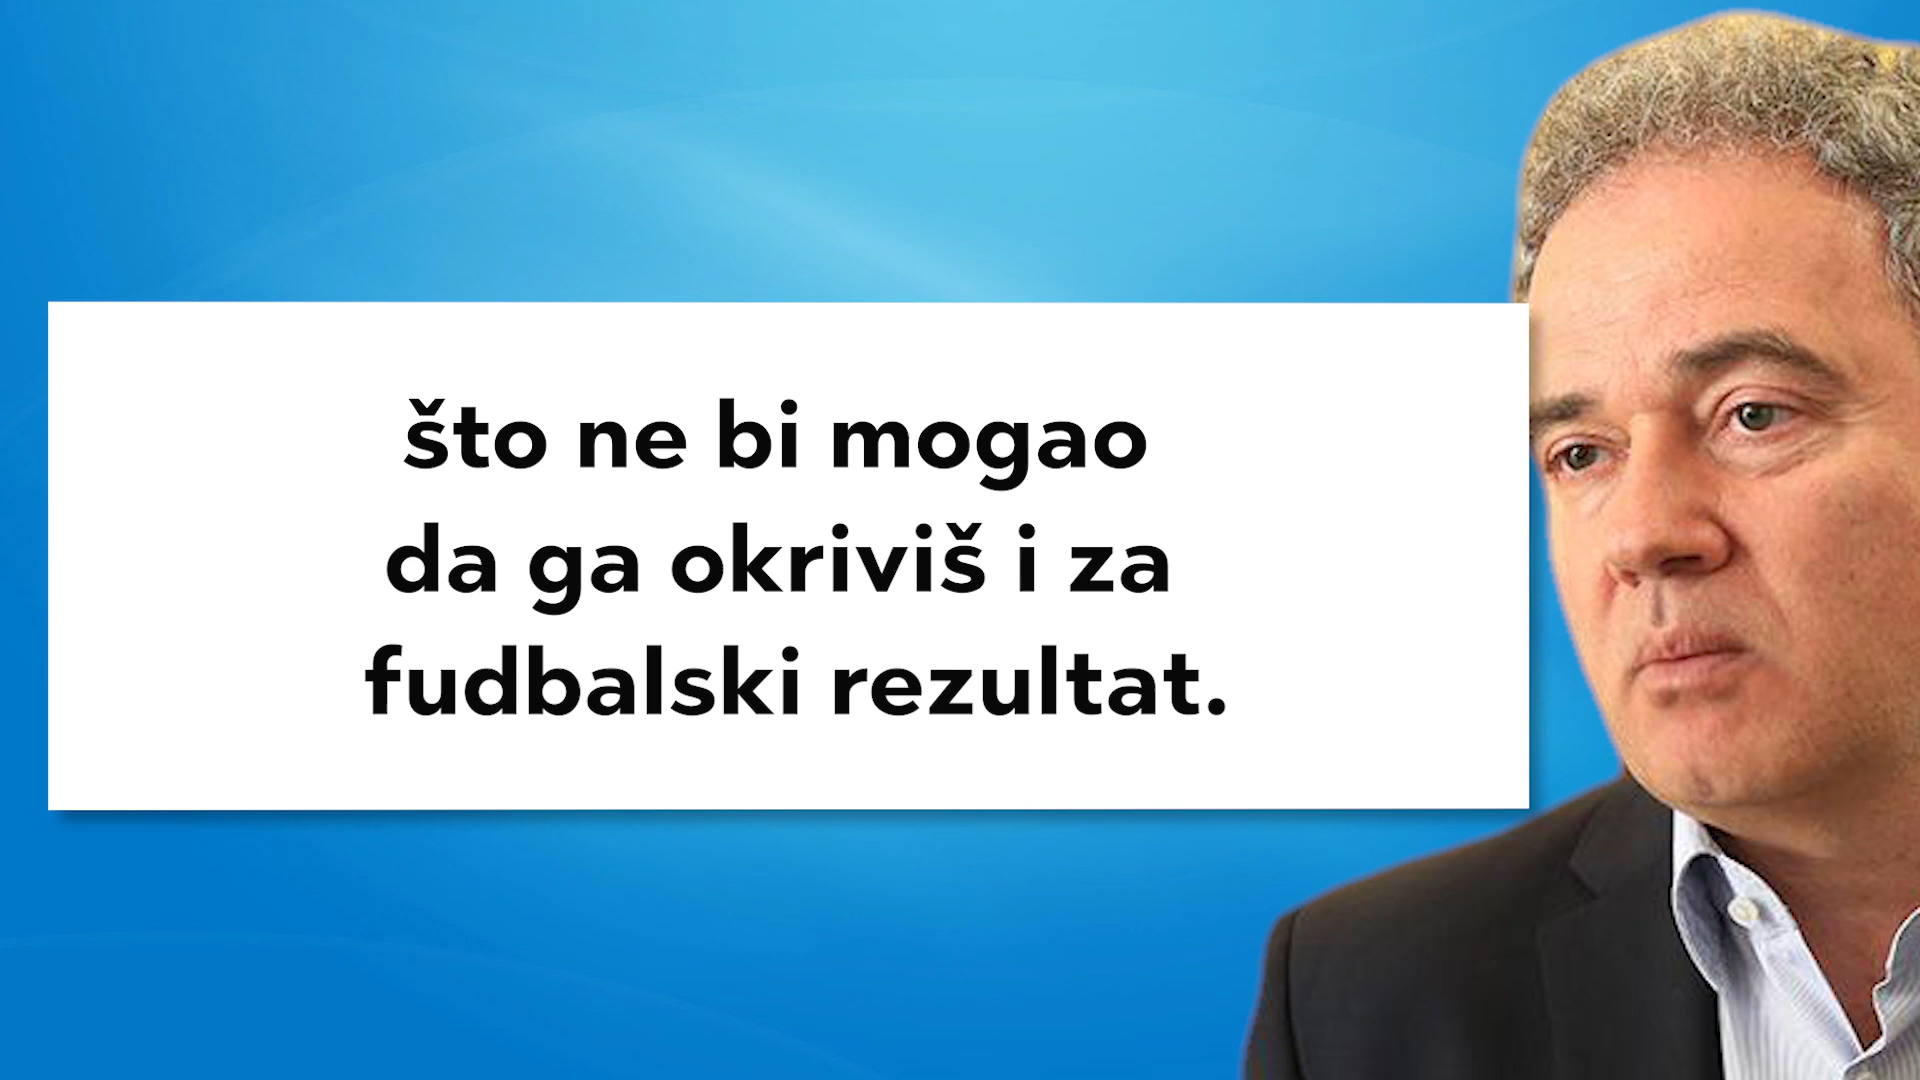 što ne bi mogao
da ga okriviš i za
fudbalski rezultat.